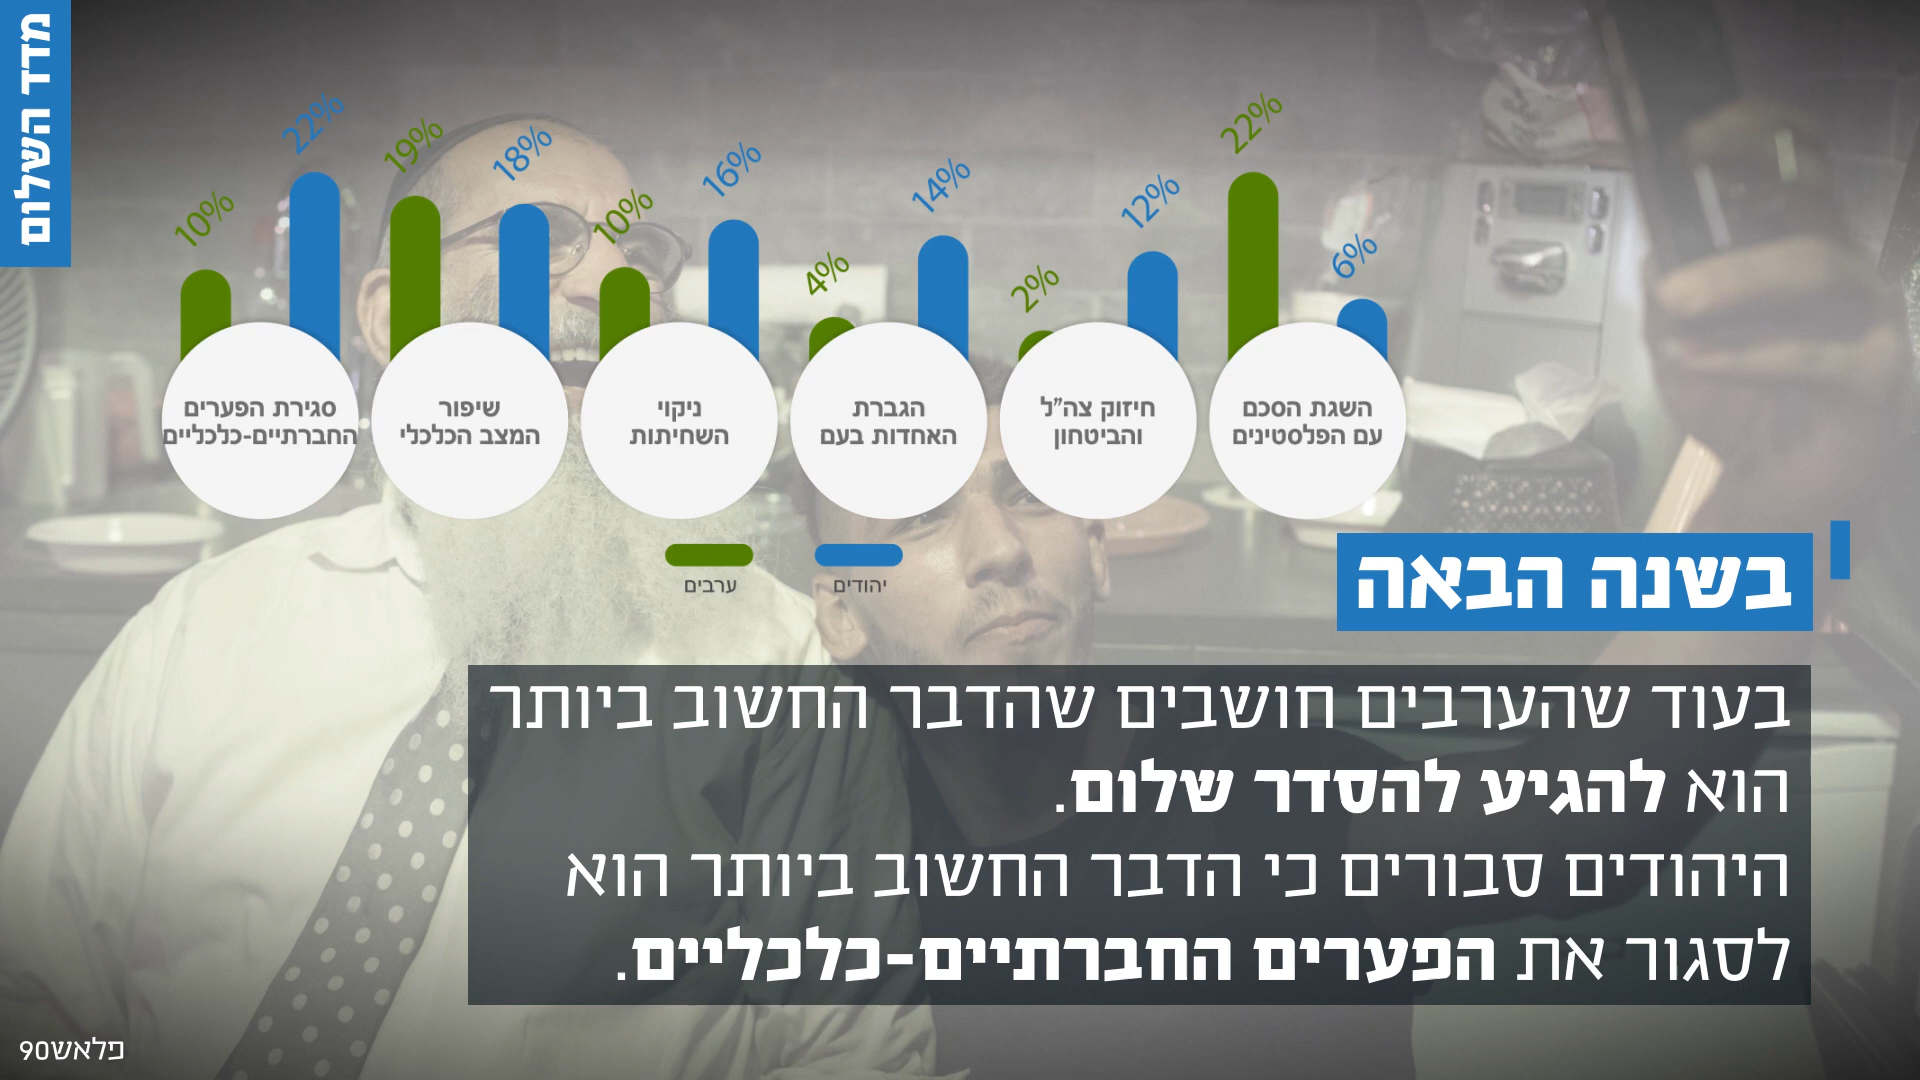 מדד השלום
22%
6%
12%
2%
14%
4%
16%
10%
18%
19%
22%
10%
השגת הסכם
עם הפלסטינים
חיזוק צה"ל
והביטחון
הגברת
האחדות בעם
ניקוי
השחיתות
שיפור
המצב הכלכלי
סגירת הפערים
החברתיים-כלכליים
יהודים
ערבים
בשנה הבאה
בעוד שהערבים חושבים שהדבר החשוב ביותר
הוא להגיע להסדר שלום.
היהודים סבורים כי הדבר החשוב ביותר הוא
לסגור את הפערים החברתיים-כלכליים.
פלאש90